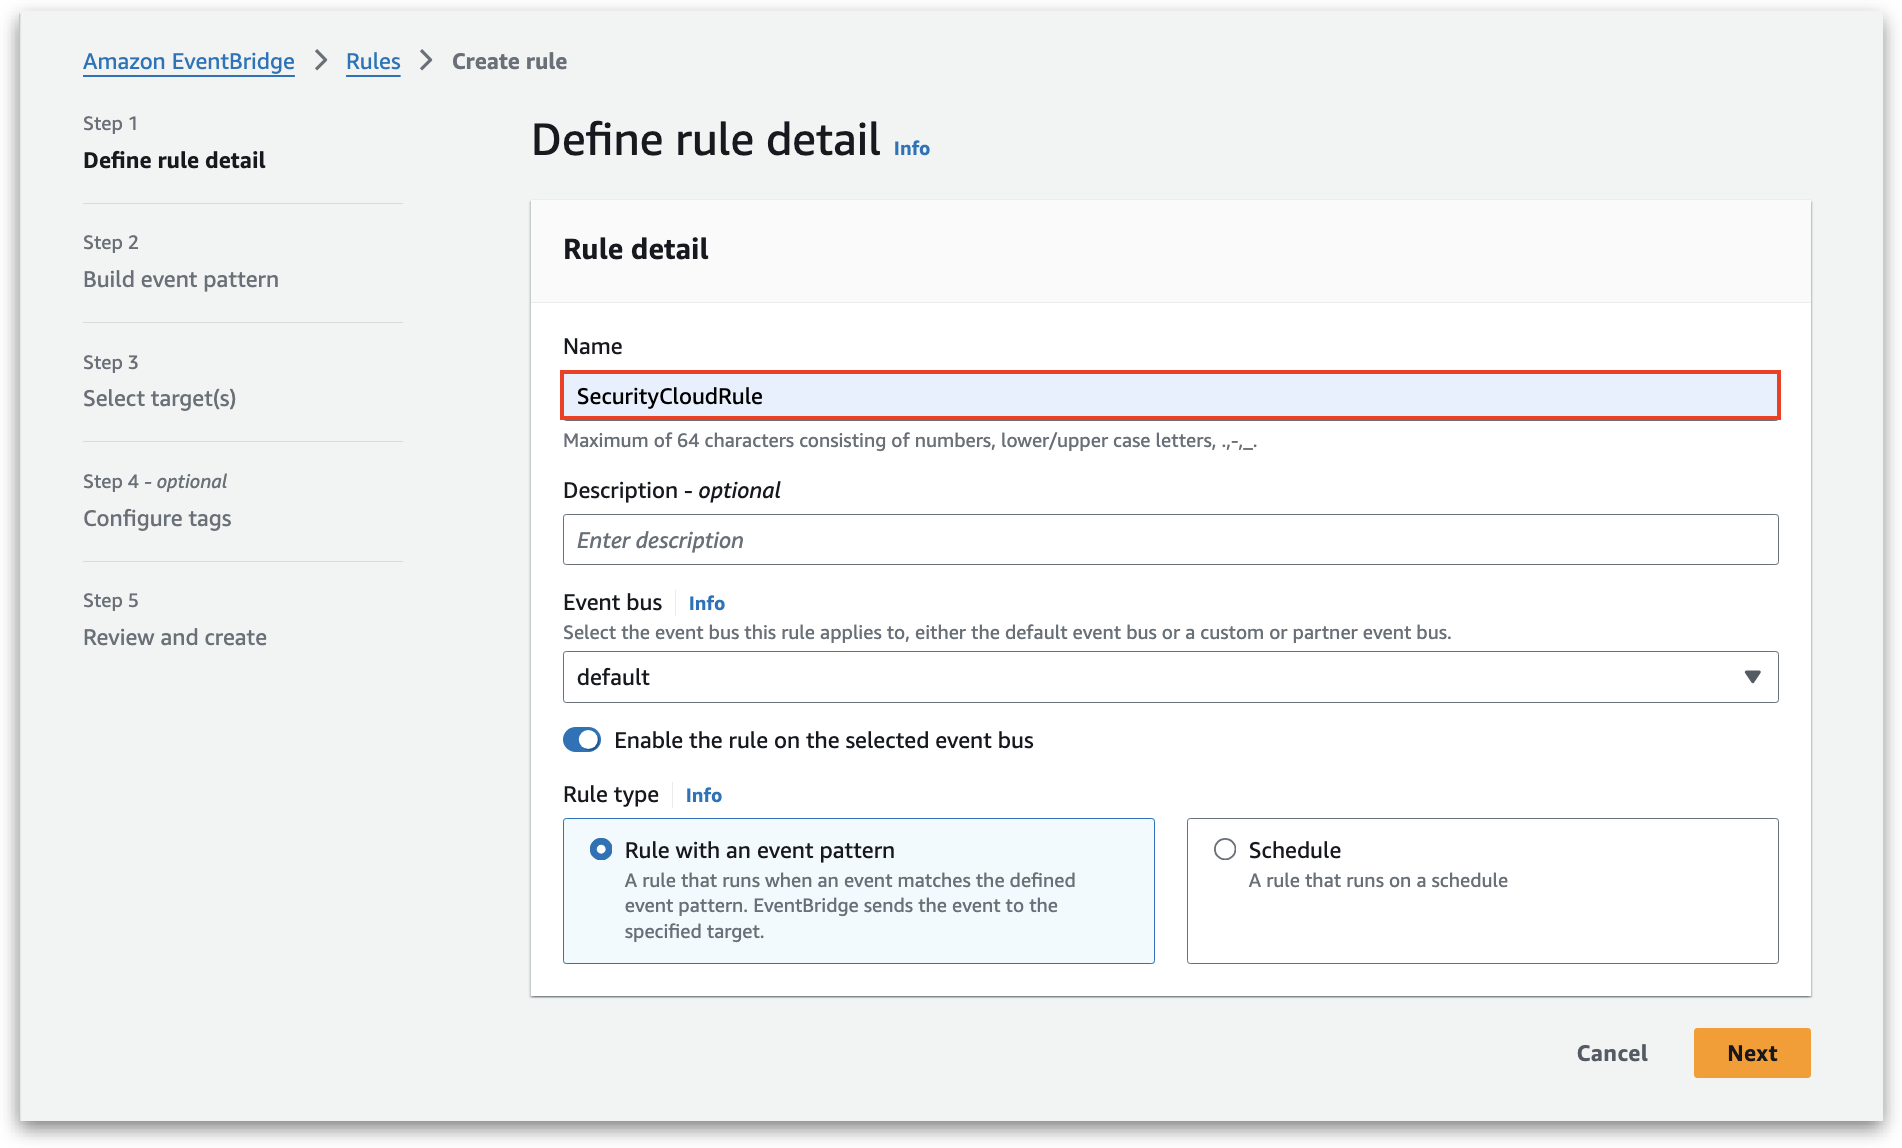 Amazon EventBridge > Rules > Create rule
Step 1
Define rule detail
Step 2
Build event pattern
Step 3
Select target(s)
Step 4 - optional
Configure tags
Step 5
Review and create
Define rule detail Info
Rule detail
Name
SecurityCloudRule
Maximum of 64 characters consisting of numbers, lower/upper case letters, .,-,_.
Description - optional
Enter description
Event bus Info
Select the event bus this rule applies to, either the default event bus or a custom or partner event bus.
default
Enable the rule on the selected event bus
Rule type Info
Rule with an event pattern
A rule that runs when an event matches the defined
event pattern. EventBridge sends the event to the
specified target.
Schedule
A rule that runs on a schedule
Cancel
Next